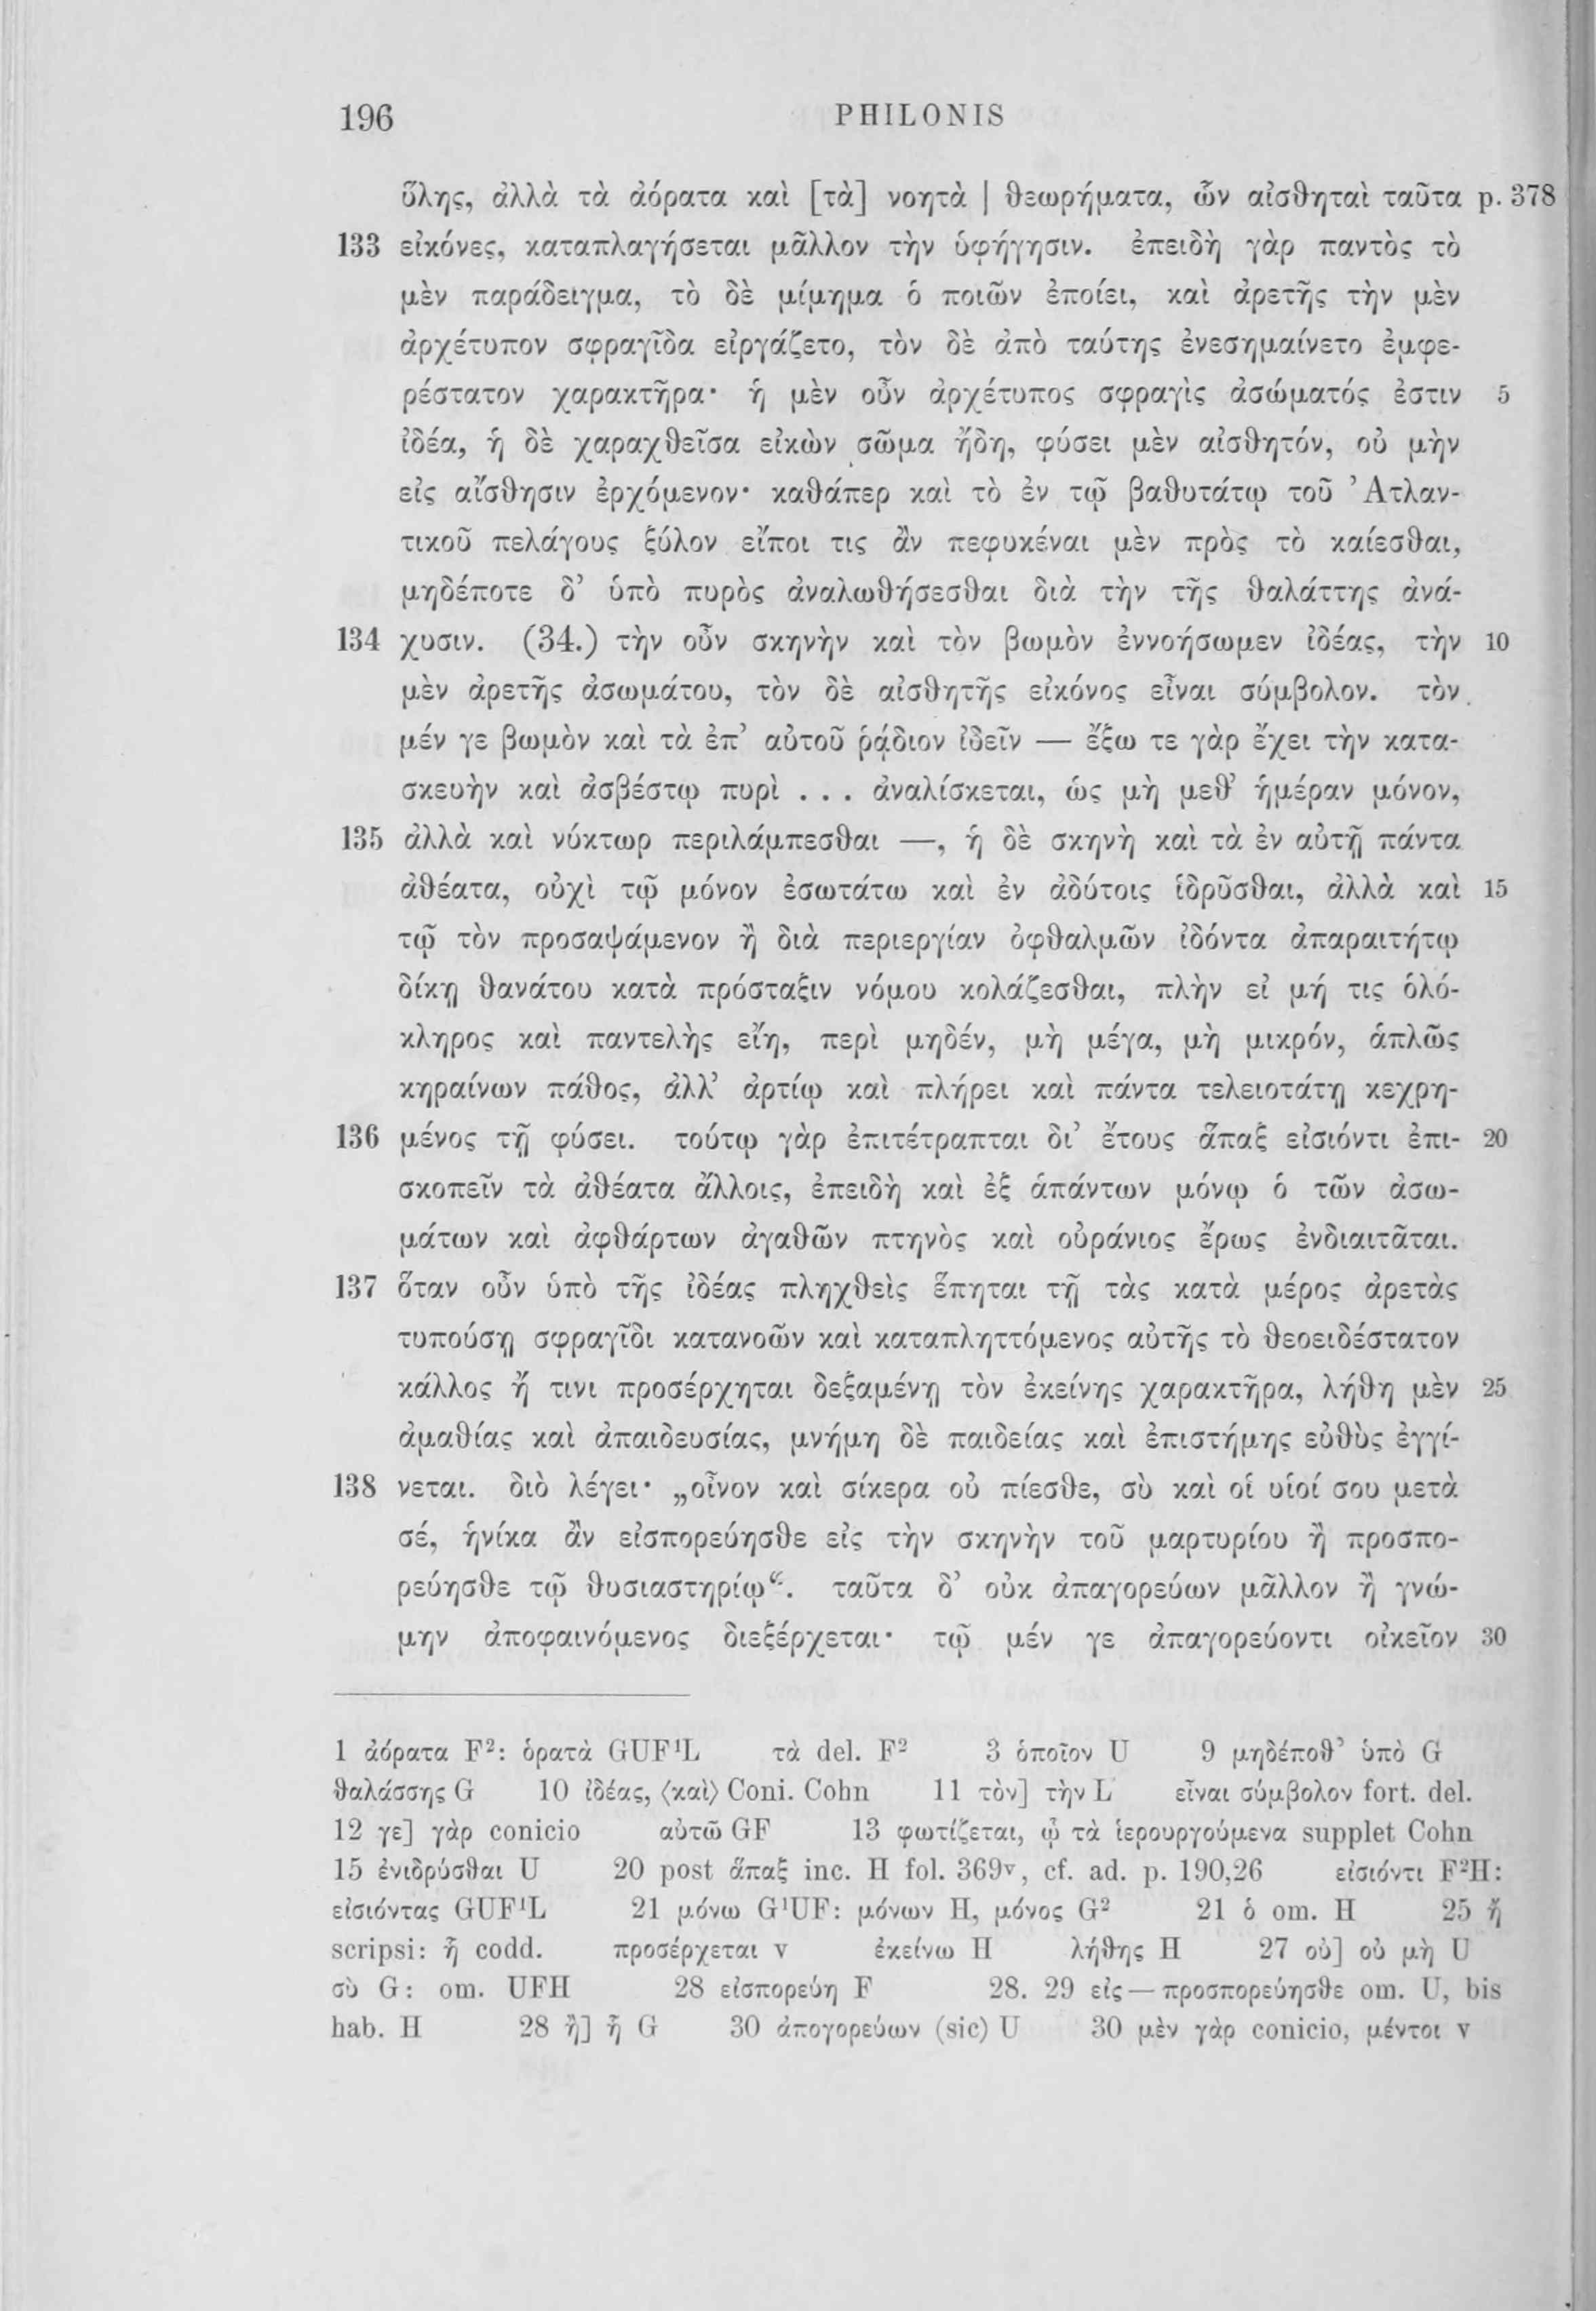 196 PHILONIS
ὅλης, ἀλλὰ τὰ ἀόρατα καὶ [τὰ] νοητὰ | θεωρήματα, ὧν αἰσθηταὶ ταῦτα p. 378
133 εἰκόνες, καταπλαγήσεται μᾶλλον τὴν ὑφήγησιν. ἐπειδὴ γὰρ παντὸς τὸ
μὲν παράδειγμα, τὸ δὲ μίμημα ὁ ποιῶν ἐποίει, καὶ ἀρετῆς τὴν μὲν
ἀρχέτυπον σφραγῖδα εἰργάζετο, τὸν δὲ ἀπὸ ταύτης ἐνεσημαίνετο ἐμφε-
ρέστατον χαρακτῆρα· ἡ μὲν οὖν ἀρχέτυπος σφραγὶς ἀσώματός ἐστιν 5
ἰδέα, ἡ δὲ χαραχθεῖσα εἰκὼν σῶμα ἤδη, φύσει μὲν αἰσθητόν, οὐ μὴν
εἰς αἴσθησιν ἐρχόμενον· καθάπερ καὶ τὸ ἐν τῷ βαθυτάτῳ τοῦ Ἀτλαν-
τικοῦ πελάγους ξύλον εἴποι τις ἂν πεφυκέναι μὲν πρὸς τὸ καίεσθαι,
μηδέποτε δ’ ὑπὸ πυρὸς ἀναλωθήσεσθαι διὰ τὴν τῆς θαλάττης ἀνά-
134 χυσιν. (34.) τὴν οὖν σκηνὴν καὶ τὸν βωμὸν ἐννοήσωμεν ἰδέας, τὴν 10
μὲν ἀρετῆς ἀσωμάτου, τὸν δὲ αἰσθητῆς εἰκόνος εἶναι σύμβολον. τὸν
μέν γε βωμὸν καὶ τὰ ἐπ’ αὐτοῦ ῥᾴδιον ἰδεῖν — ἔξω τε γὰρ ἔχει τὴν κατα-
σκευὴν καὶ ἀσβέστῳ πυρὶ . . . ἀναλίσκεται, ὡς μὴ μεθ’ ἡμέραν μόνον,
135 ἀλλὰ καὶ νύκτωρ περιλάμπεσθαι —, ἡ δὲ σκηνὴ καὶ τὰ ἐν αὐτῇ πάντα
ἀθέατα, οὐχὶ τῷ μόνον ἐσωτάτω καὶ ἐν ἀδύτοις ἱδρῦσθαι, ἀλλὰ καὶ 15
τῷ τὸν προσαψάμενον ἢ διὰ περιεργίαν ὀφθαλμῶν ἰδόντα ἀπαραιτήτῳ
δίκῃ θανάτου κατὰ πρόσταξιν νόμου κολάζεσθαι, πλὴν εἰ μή τις ὁλό-
κληρος καὶ παντελὴς εἴη, περὶ μηδέν, μὴ μέγα, μὴ μικρόν, ἁπλῶς
κηραίνων πάθος, ἀλλ’ ἀρτίῳ καὶ πλήρει καὶ πάντα τελειοτάτῃ κεχρη-
136 μένος τῇ φύσει. τούτῳ γὰρ ἐπιτέτραπται δι’ ἔτους ἅπαξ εἰσιόντι ἐπι- 20
σκοπεῖν τὰ ἀθέατα ἄλλοις, ἐπειδὴ καὶ ἐξ ἁπάντων μόνῳ ὁ τῶν ἀσω-
μάτων καὶ ἀφθάρτων ἀγαθῶν πτηνὸς καὶ οὐράνιος ἔρως ἐνδιαιτᾶται.
137 ὅταν οὖν ὑπὸ τῆς ἰδέας πληχθεὶς ἕπηται τῇ τὰς κατὰ μέρος ἀρετὰς
τυπούσῃ σφραγῖδι κατανοῶν καὶ καταπληττόμενος αὐτῆς τὸ θεοειδέστατον
κάλλος ἤ τινι προσέρχηται δεξαμένῃ τὸν ἐκείνης χαρακτῆρα, λήθη μὲν 25
ἀμαθίας καὶ ἀπαιδευσίας, μνήμη δὲ παιδείας καὶ ἐπιστήμης εὐθὺς ἐγγί-
138 νεται. διὸ λέγει· „οἶνον καὶ σίκερα οὐ πίεσθε, σὺ καὶ οἱ υἱοί σου μετὰ
σέ, ἡνίκα ἂν εἰσπορεύησθε εἰς τὴν σκηνὴν τοῦ μαρτυρίου ἢ προσπο-
ρεύησθε τῷ θυσιαστηρίῳ“. ταῦτα δ’ οὐκ ἀπαγορεύων μᾶλλον ἢ γνώ-
μην ἀποφαινόμενος διεξέρχεται· τῷ μέν γε ἀπαγορεύοντι οἰκεῖον 30
1 ἀόρατα F²: ὁρατὰ GUF¹L τὰ del. F² 3 ὁποῖον U 9 μηδέποθ’ ὑπὸ G
θαλάσσης G 10 ἰδέας, ⟨καὶ⟩ Coni. Cohn 11 τὸν] τὴν L εἶναι σύμβολον fort. del.
12 γε] γὰρ conicio αὐτῶ GF 13 φωτίζεται, ᾧ τὰ ἱερουργούμενα supplet Cohn
15 ἐνιδρύσθαι U 20 post ἅπαξ inc. H fol. 369v, cf. ad. p. 190,26 εἰσιόντι F²H:
εἰσιόντας GUF¹L 21 μόνω G¹UF: μόνων H, μόνος G² 21 ὁ om. H 25 ἤ
scripsi: ἦ codd. προσέρχεται v ἐκείνω H λήθης H 27 οὐ] οὐ μὴ U
σὺ G: om. UFH 28 εἰσπορεύη F 28. 29 εἰς — προσπορεύησθε om. U, bis
hab. H 28 ἢ] ἦ G 30 ἀπογορεύων (sic) U 30 μὲν γὰρ conicio, μέντοι v